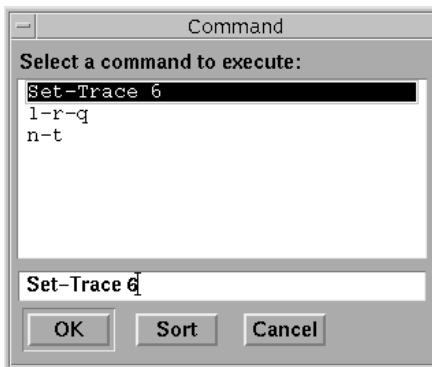 Command
Select a command to execute:
Set-Trace 6
l-r-q
n-t
Set-Trace 6
OK Sort Cancel